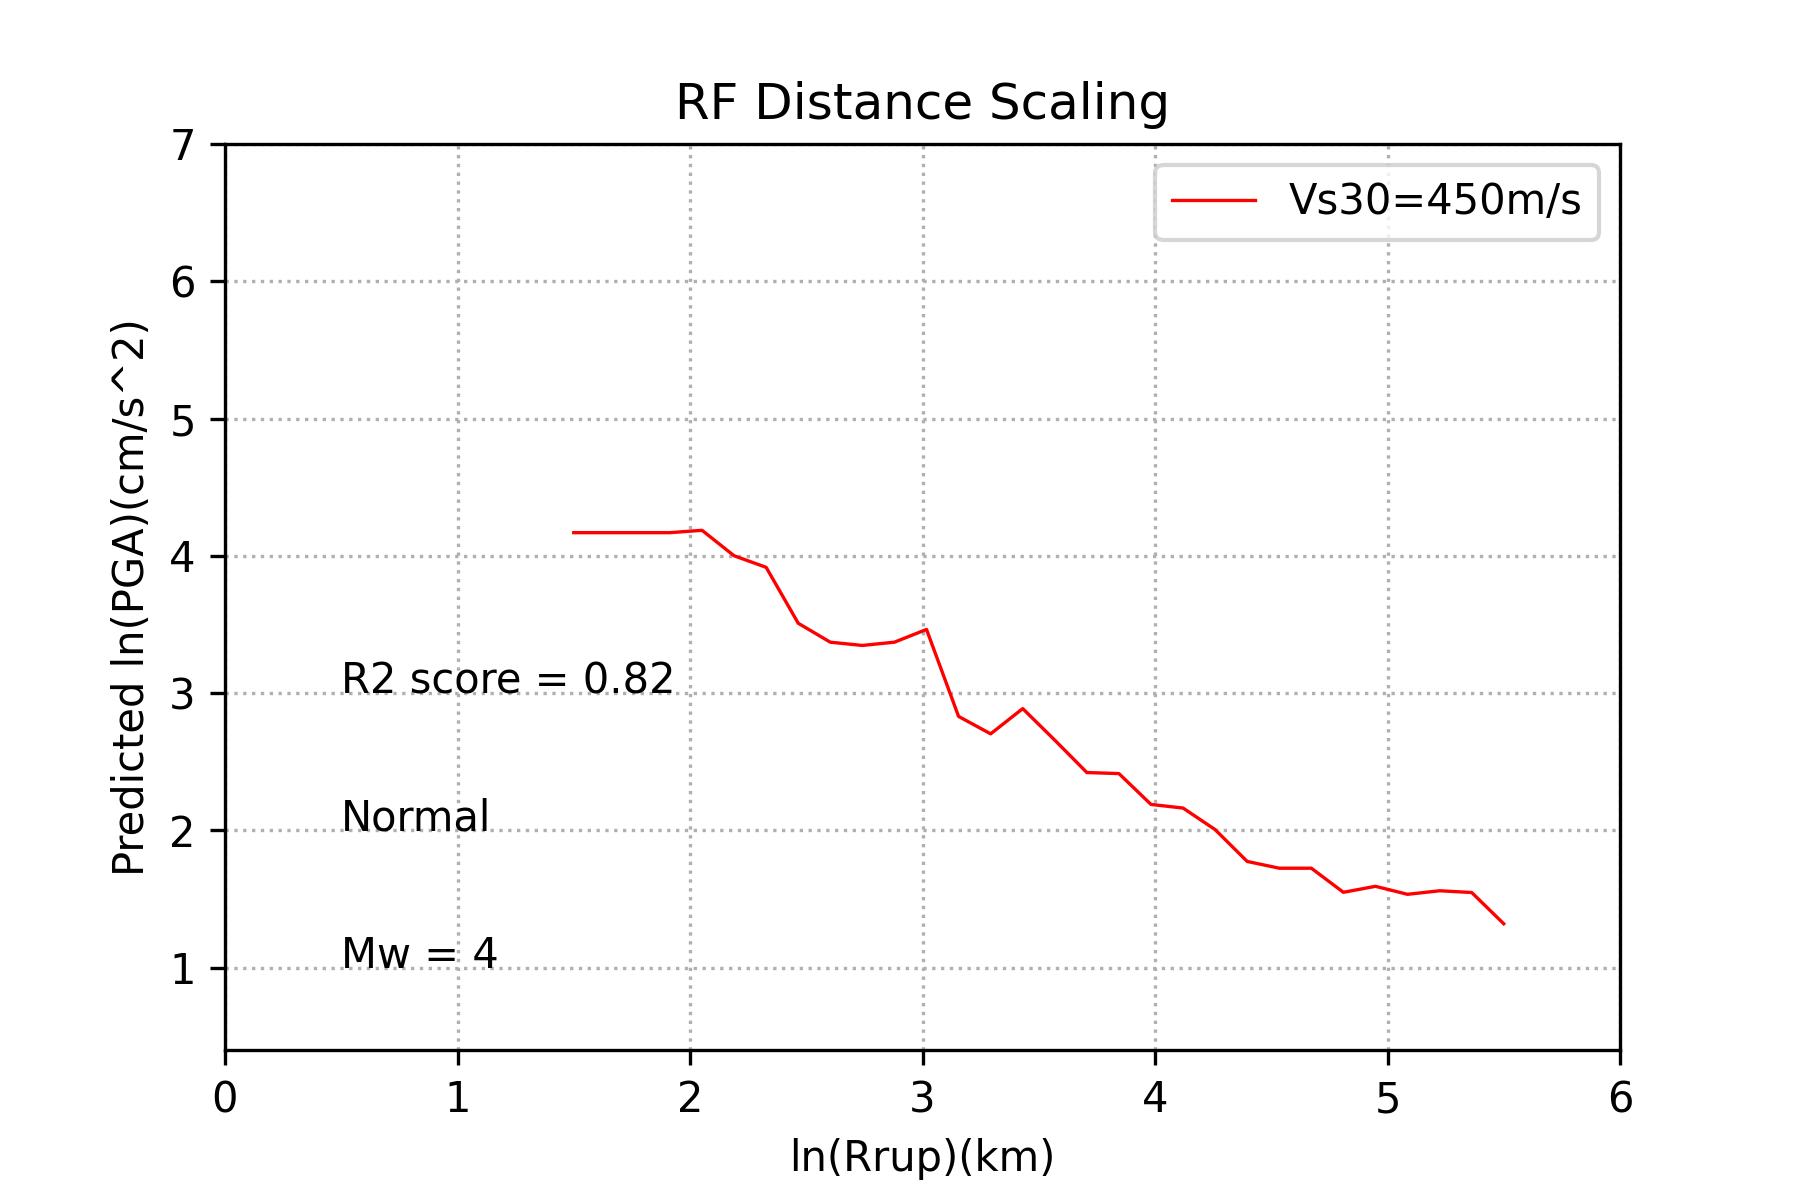 RF Distance Scaling
Vs30=450m/s
Predicted ln(PGA)(cm/s^2)
7
6
5
4
3
2
1
R2 score = 0.82
Normal
Mw = 4
0 1 2 3 4 5 6
ln(Rrup)(km)